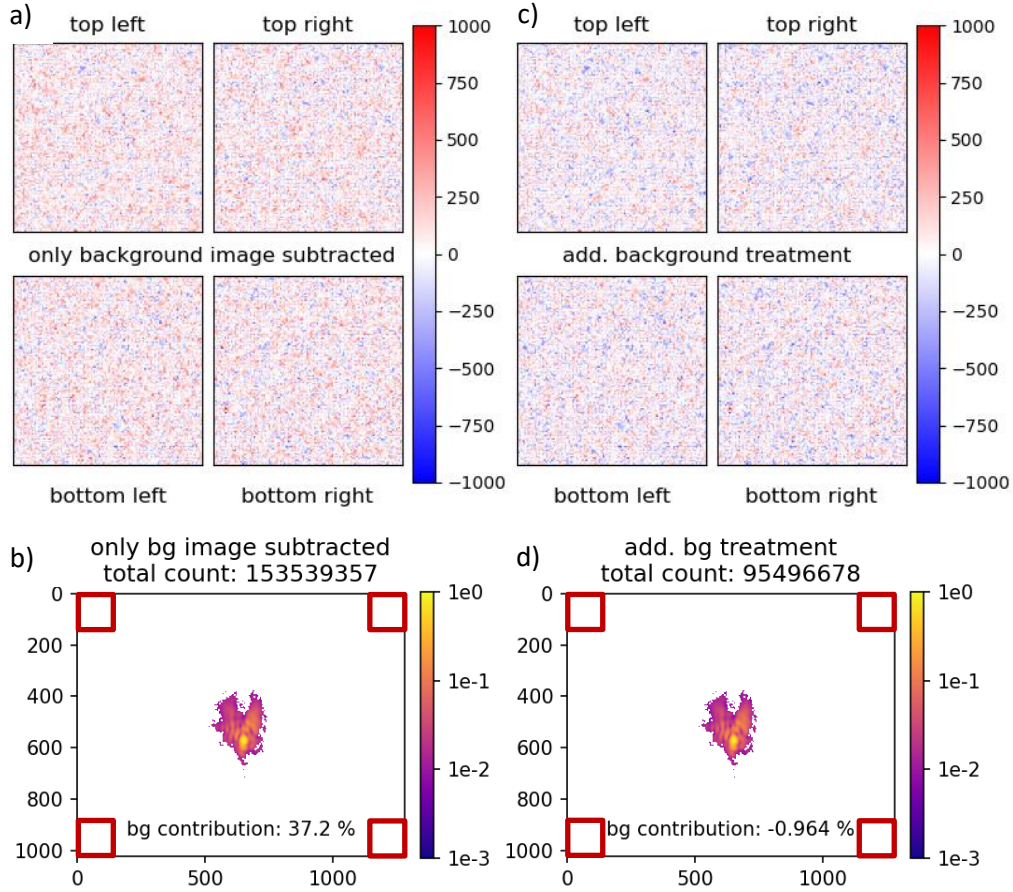 a)
top left
top right
1000
750
500
250
0
−250
−500
−750
−1000
only background image subtracted
bottom left
bottom right
c)
top left
top right
1000
750
500
250
0
−250
−500
−750
−1000
add. background treatment
bottom left
bottom right
b)
only bg image subtracted
total count: 153539357
0
200
400
600
800
1000
0
500
1000
bg contribution: 37.2 %
1e0
1e-1
1e-2
1e-3
d)
add. bg treatment
total count: 95496678
0
200
400
600
800
1000
0
500
1000
bg contribution: -0.964 %
1e0
1e-1
1e-2
1e-3